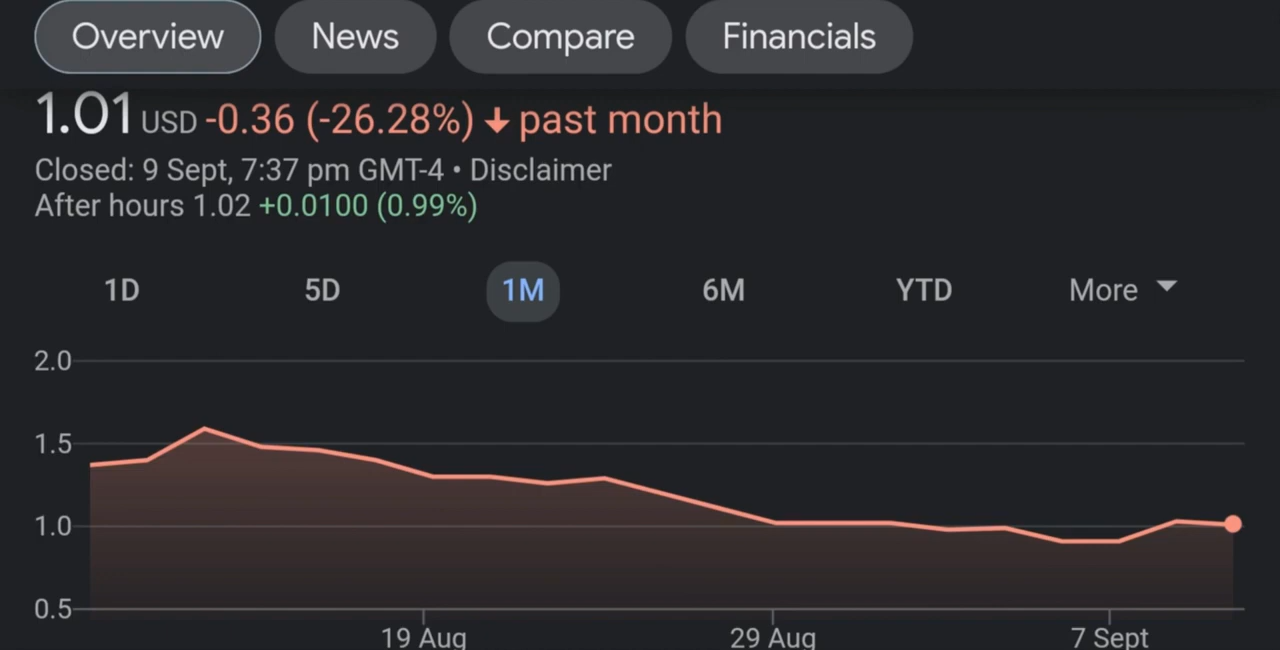 Overview News Compare Financials
1.01 USD -0.36 (-26.28%) ↓ past month
Closed: 9 Sept, 7:37 pm GMT-4 • Disclaimer
After hours 1.02 +0.0100 (0.99%)
1D 5D 1M 6M YTD More
2.0
1.5
1.0
0.5
19 Aug 29 Aug 7 Sept